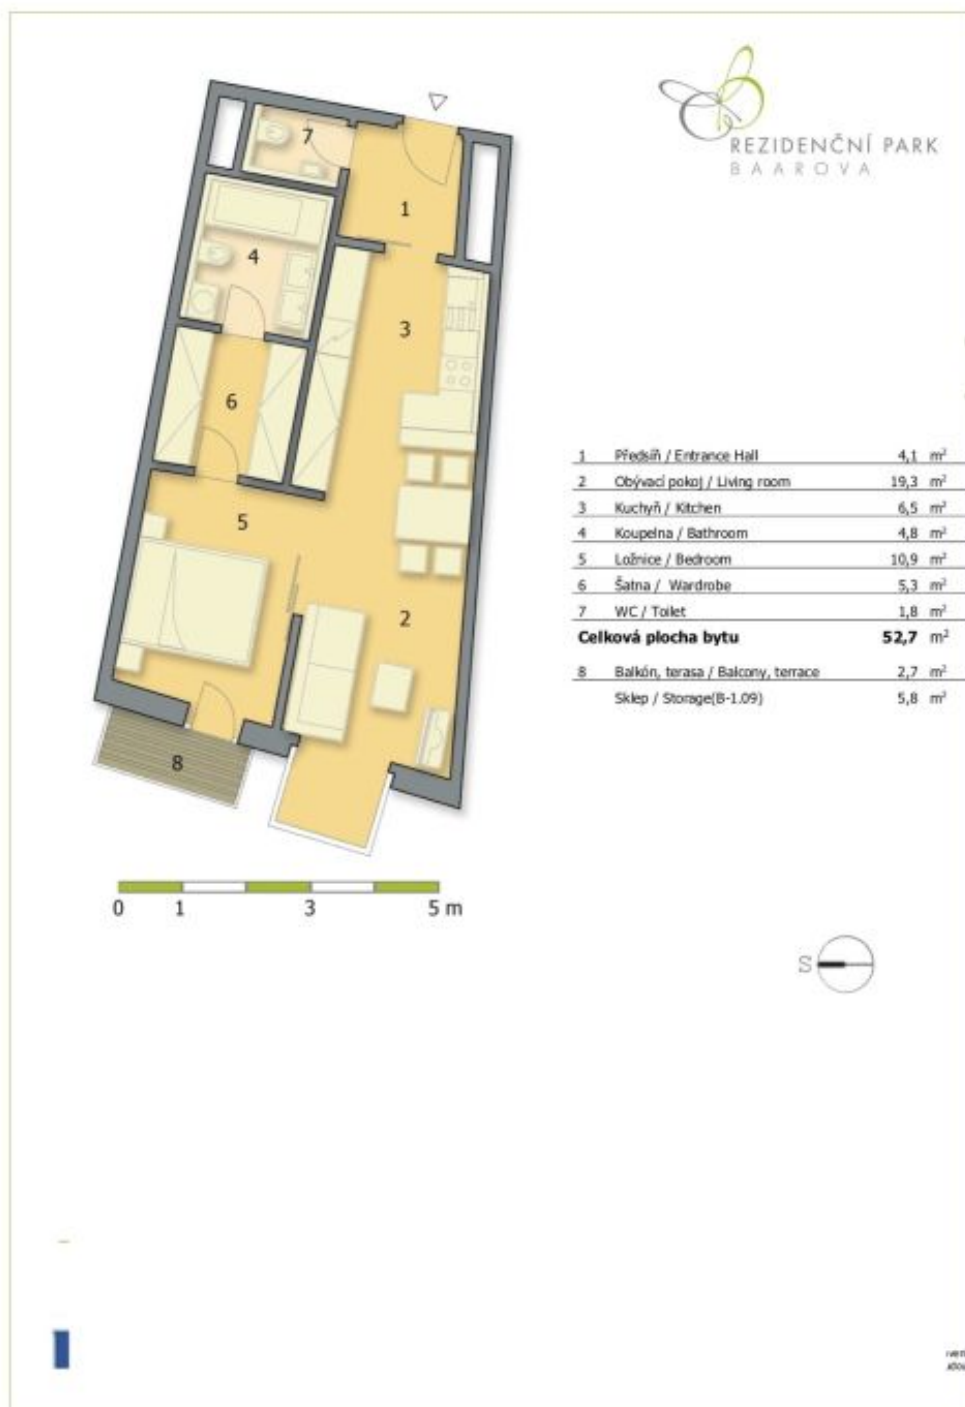 REZIDENČNÍ PARK
BAAROVA
7
1
4
3
6
5
2
8
1 Předsíň / Entrance Hall 4,1 m²
2 Obývací pokoj / Living room 19,3 m²
3 Kuchyň / Kitchen 6,5 m²
4 Koupelna / Bathroom 4,8 m²
5 Ložnice / Bedroom 10,9 m²
6 Šatna / Wardrobe 5,3 m²
7 WC / Toilet 1,8 m²
Celková plocha bytu 52,7 m²
8 Balkón, terasa / Balcony, terrace 2,7 m²
Sklep / Storage(B-1.09) 5,8 m²
0 1 3 5 m
S